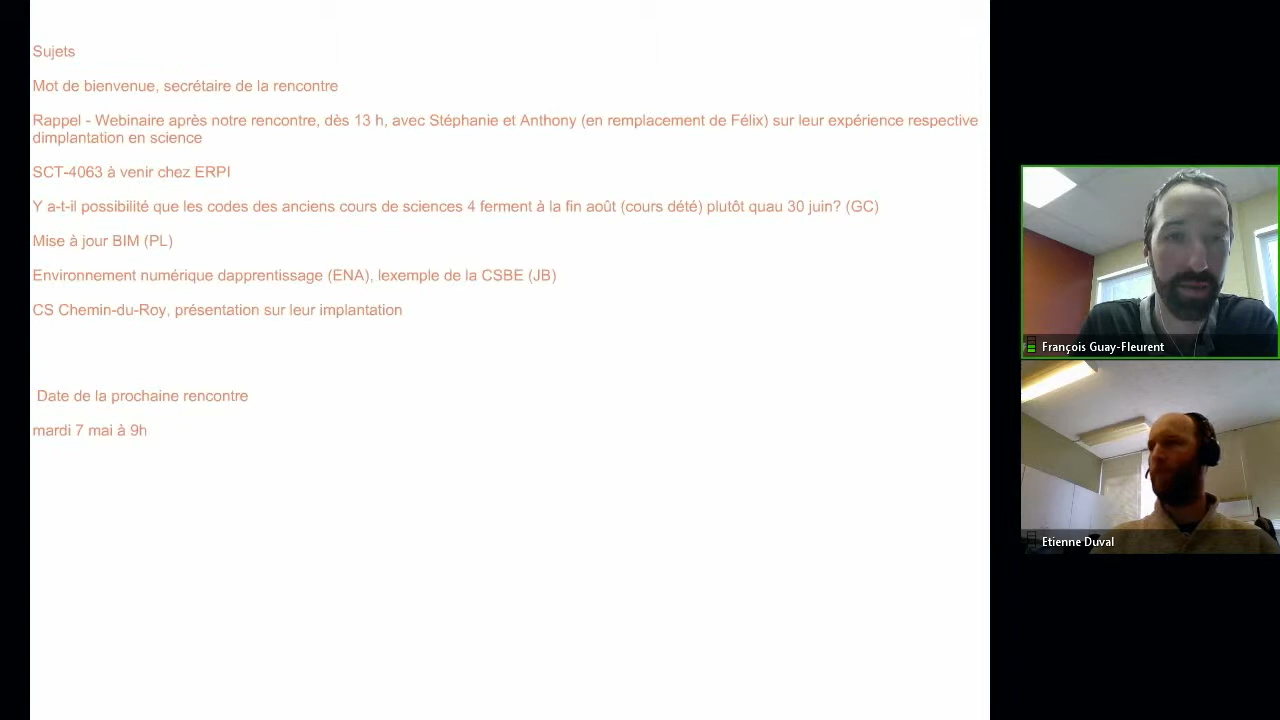 Sujets
Mot de bienvenue, secrétaire de la rencontre
Rappel - Webinaire après notre rencontre, dès 13 h, avec Stéphanie et Anthony (en remplacement de Félix) sur leur expérience respective
dimplantation en science
SCT-4063 à venir chez ERPI
Y a-t-il possibilité que les codes des anciens cours de sciences 4 ferment à la fin août (cours dété) plutôt quau 30 juin? (GC)
Mise à jour BIM (PL)
Environnement numérique dapprentissage (ENA), lexemple de la CSBE (JB)
CS Chemin-du-Roy, présentation sur leur implantation
Date de la prochaine rencontre
mardi 7 mai à 9h
François Guay-Fleurent
Etienne Duval